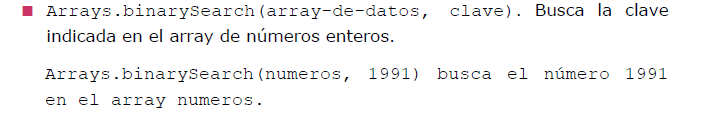 ■ Arrays.binarySearch(array-de-datos, clave). Busca la clave
indicada en el array de números enteros.
Arrays.binarySearch(numeros, 1991) busca el número 1991
en el array numeros.